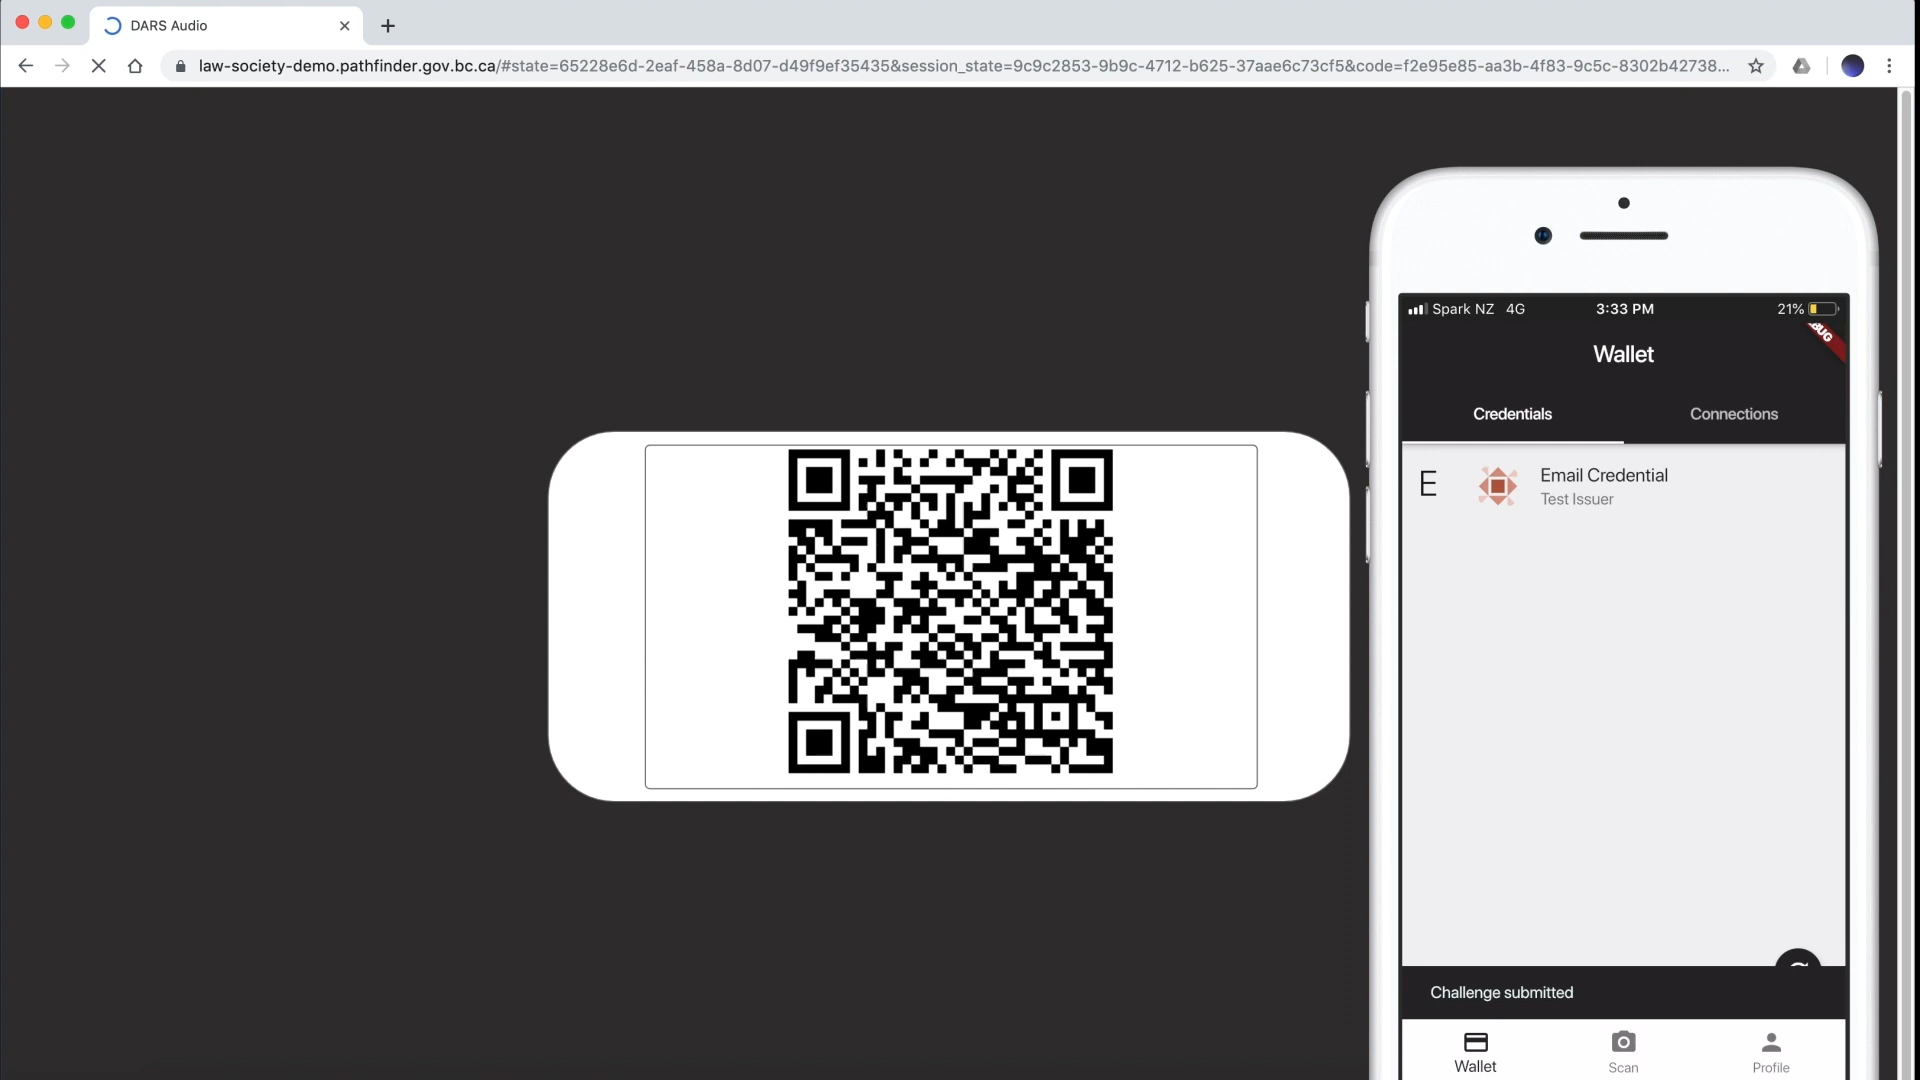 DARS Audio
law-society-demo.pathfinder.gov.bc.ca/#state=65228e6d-2eaf-458a-8d07-d49f9ef35435&session_state=9c9c2853-9b9c-4712-b625-37aae6c73cf5&code=f2e95e85-aa3b-4f83-9c5c-8302b42738...
Spark NZ 4G 3:33 PM 21%
BUG
Wallet
Credentials Connections
E Email Credential
Test Issuer
Challenge submitted
Wallet Scan Profile